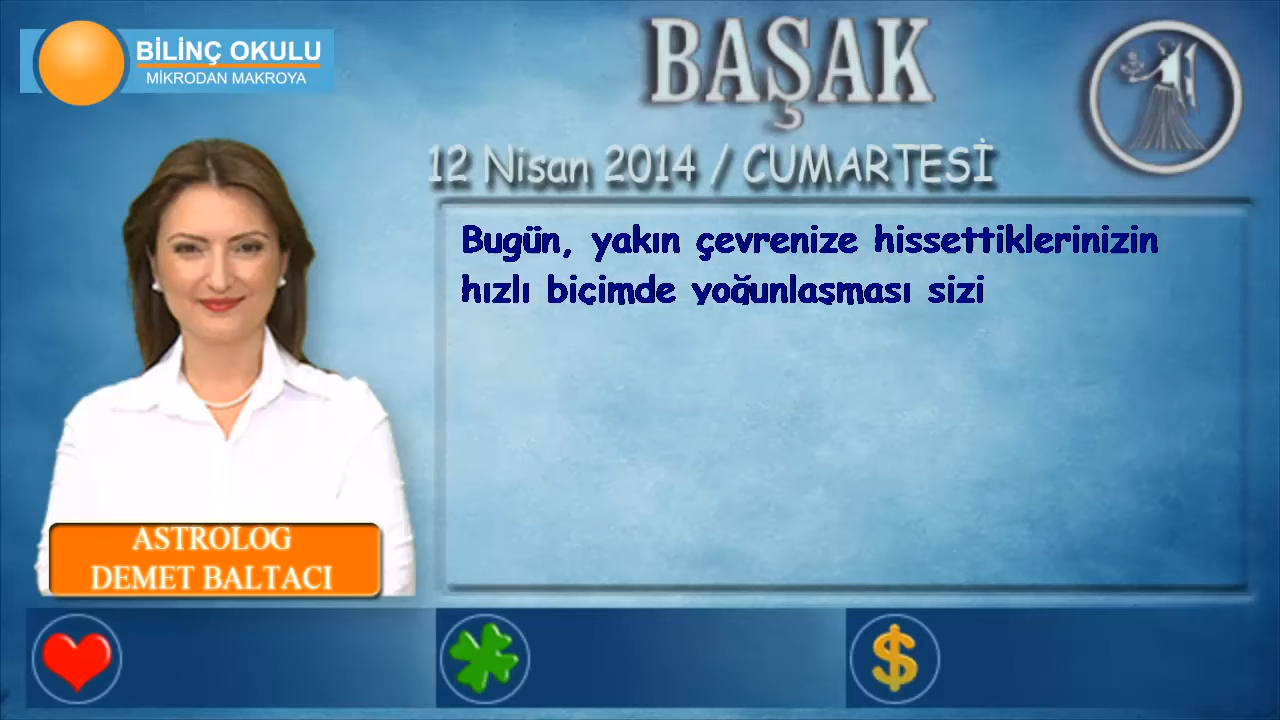 BİLİNÇ OKULU
MİKRODAN MAKROYA
BAŞAK
12 Nisan 2014 / CUMARTESİ
Bugün, yakın çevrenize hissettiklerinizin
hızlı biçimde yoğunlaşması sizi
ASTROLOG
DEMET BALTACI
$